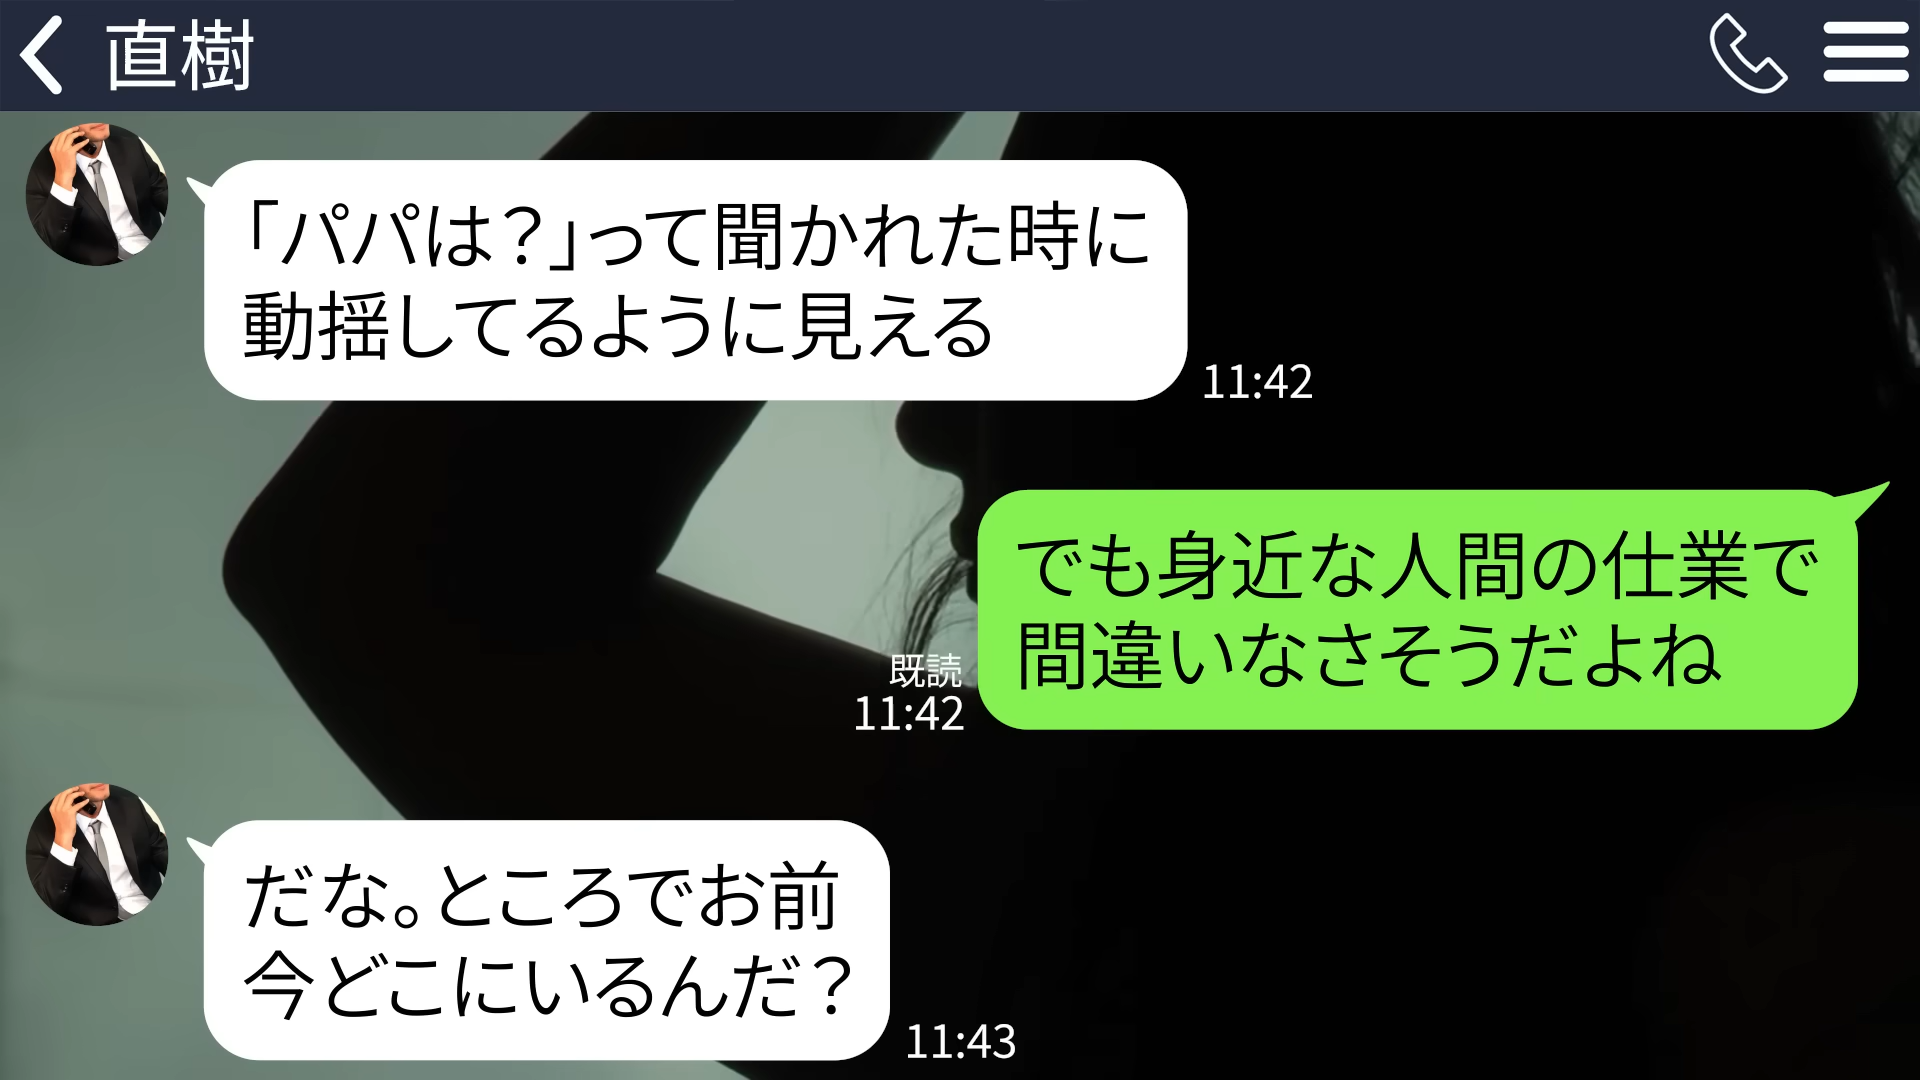 直樹
「パパは？」って聞かれた時に
動揺してるように見える
11:42
でも身近な人間の仕業で
間違いなさそうだよね
既読
11:42
だな。ところでお前
今どこにいるんだ？
11:43